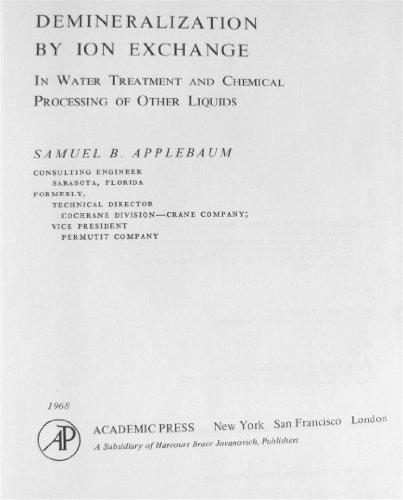 DEMINERALIZATION
BY ION EXCHANGE
IN WATER TREATMENT AND CHEMICAL
PROCESSING OF OTHER LIQUIDS
SAMUEL B. APPLEBAUM
CONSULTING ENGINEER
SARASOTA, FLORIDA
FORMERLY,
TECHNICAL DIRECTOR
COCHRANE DIVISION—CRANE COMPANY;
VICE PRESIDENT
PERMUTIT COMPANY
1968
AP
ACADEMIC PRESS New York San Francisco London
A Subsidiary of Harcourt Brace Jovanovich, Publishers